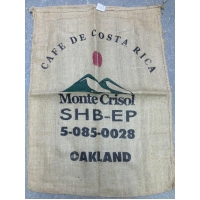 CAFE DE COSTA RICA
Monte Crisol
SHB-EP
5-085-0028
OAKLAND